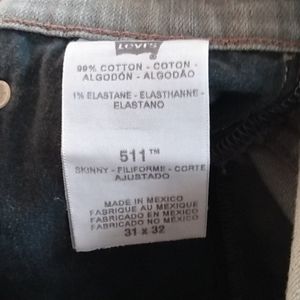 Levi's
99% COTTON - COTON -
ALGODÓN - ALGODÃO
1% ELASTANE - ELASTHANNE -
ELASTANO
511™
SKINNY - FILIFORME - CORTE
AJUSTADO
MADE IN MEXICO
FABRIQUE AU MEXIQUE
FABRICADO EN MEXICO
FABRICADO NO MÉXICO
31 X 32